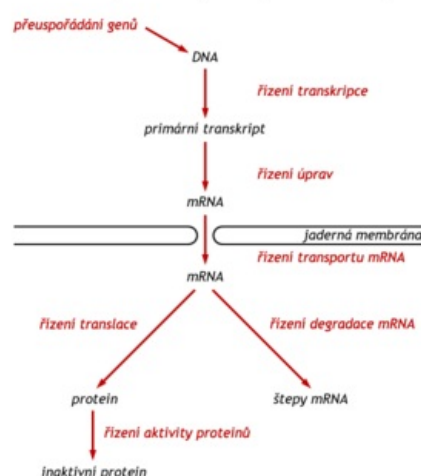 přeuspořádání genů
DNA
řízení transkripce
primární transkript
řízení úprav
mRNA
jaderná membrána
řízení transportu mRNA
mRNA
řízení translace
řízení degradace mRNA
protein
štepy mRNA
řízení aktivity proteinů
inaktivní protein